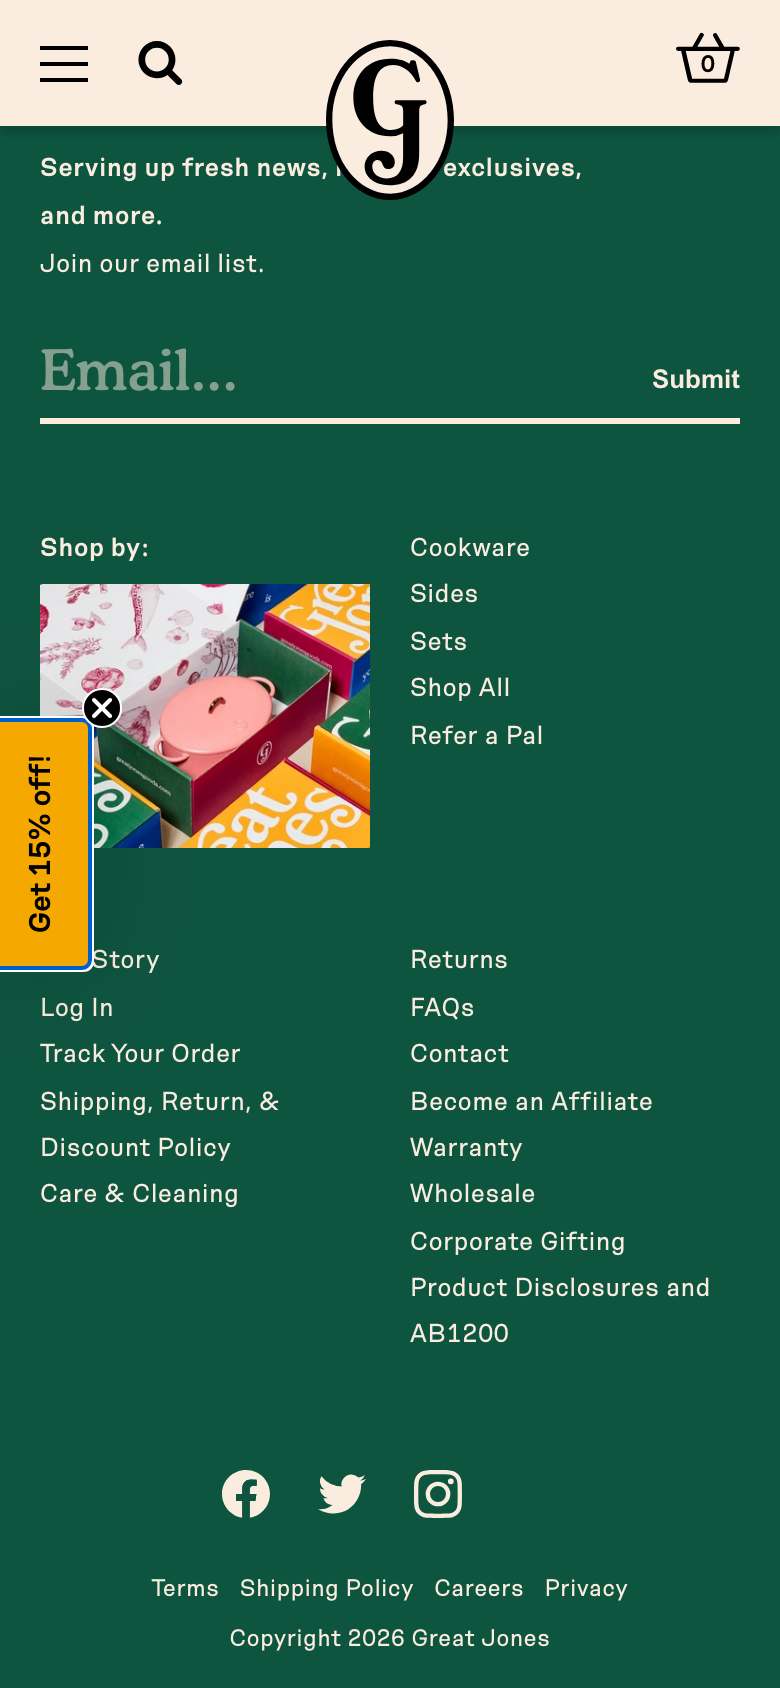 0
GJ
Serving up fresh news, exclusives,
and more.
Join our email list.
Email...
Submit
Shop by:
Cookware
Sides
Sets
Shop All
Refer a Pal
Get 15% off!
Story
Log In
Track Your Order
Shipping, Return, &
Discount Policy
Care & Cleaning
Returns
FAQs
Contact
Become an Affiliate
Warranty
Wholesale
Corporate Gifting
Product Disclosures and
AB1200
Terms Shipping Policy Careers Privacy
Copyright 2026 Great Jones